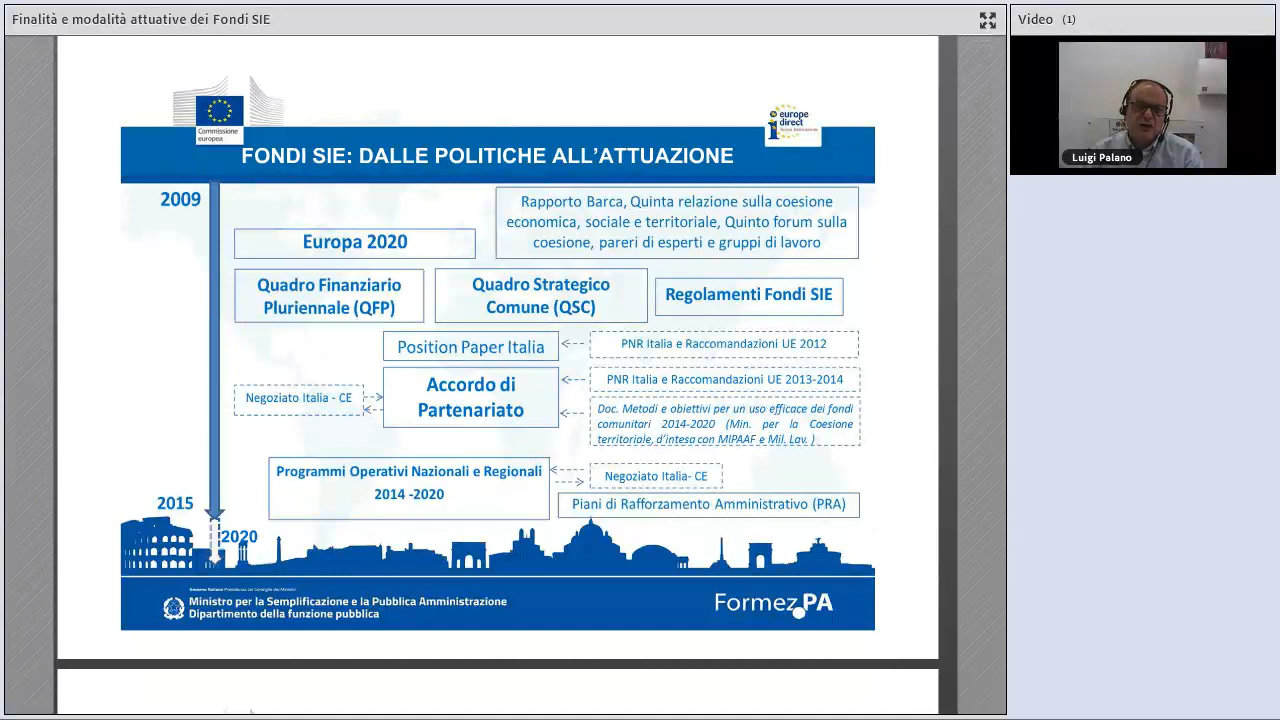 Finalità e modalità attuative dei Fondi SIE
Video (1)
Luigi Palano
Commissione
europea
europe
direct
FONDI SIE: DALLE POLITICHE ALL'ATTUAZIONE
2009
Rapporto Barca, Quinta relazione sulla coesione
economica, sociale e territoriale, Quinto forum sulla
coesione, pareri di esperti e gruppi di lavoro
Europa 2020
Quadro Finanziario
Pluriennale (QFP)
Quadro Strategico
Comune (QSC)
Regolamenti Fondi SIE
Position Paper Italia
PNR Italia e Raccomandazioni UE 2012
Accordo di
Partenariato
PNR Italia e Raccomandazioni UE 2013-2014
Negoziato Italia - CE
Doc. Metodi e obiettivi per un uso efficace dei fondi
comunitari 2014-2020 (Min. per la Coesione
territoriale, d'intesa con MIPAAF e Mil. Lav. )
Programmi Operativi Nazionali e Regionali
2014 -2020
Negoziato Italia- CE
Piani di Rafforzamento Amministrativo (PRA)
2015
2020
Ministro per la Semplificazione e la Pubblica Amministrazione
Dipartimento della funzione pubblica
Formez.PA